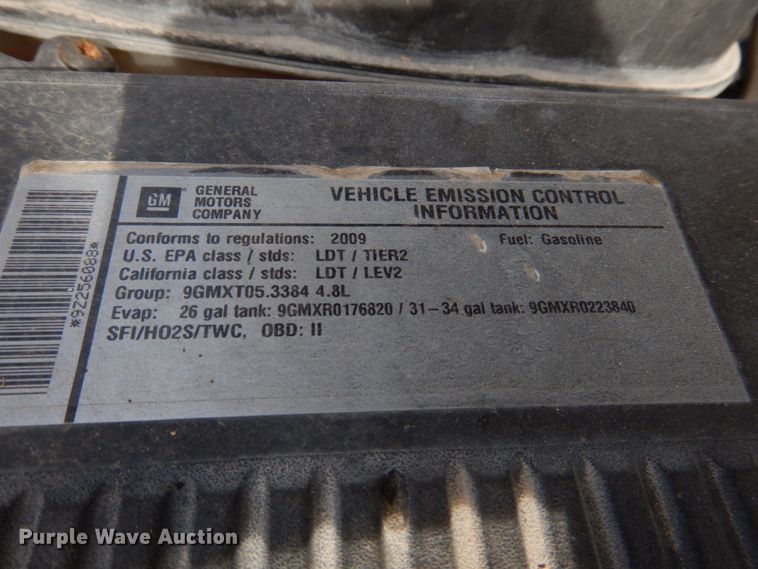 *9Z256088*
GM
GENERAL
MOTORS
COMPANY
VEHICLE EMISSION CONTROL
INFORMATION
Conforms to regulations: 2009 Fuel: Gasoline
U.S. EPA class / stds: LDT / TIER2
California class / stds: LDT / LEV2
Group: 9GMXT05.3384 4.8L
Evap: 26 gal tank: 9GMXR0176820 / 31-34 gal tank: 9GMXR0223840
SFI/HO2S/TWC, OBD: II
Purple Wave Auction